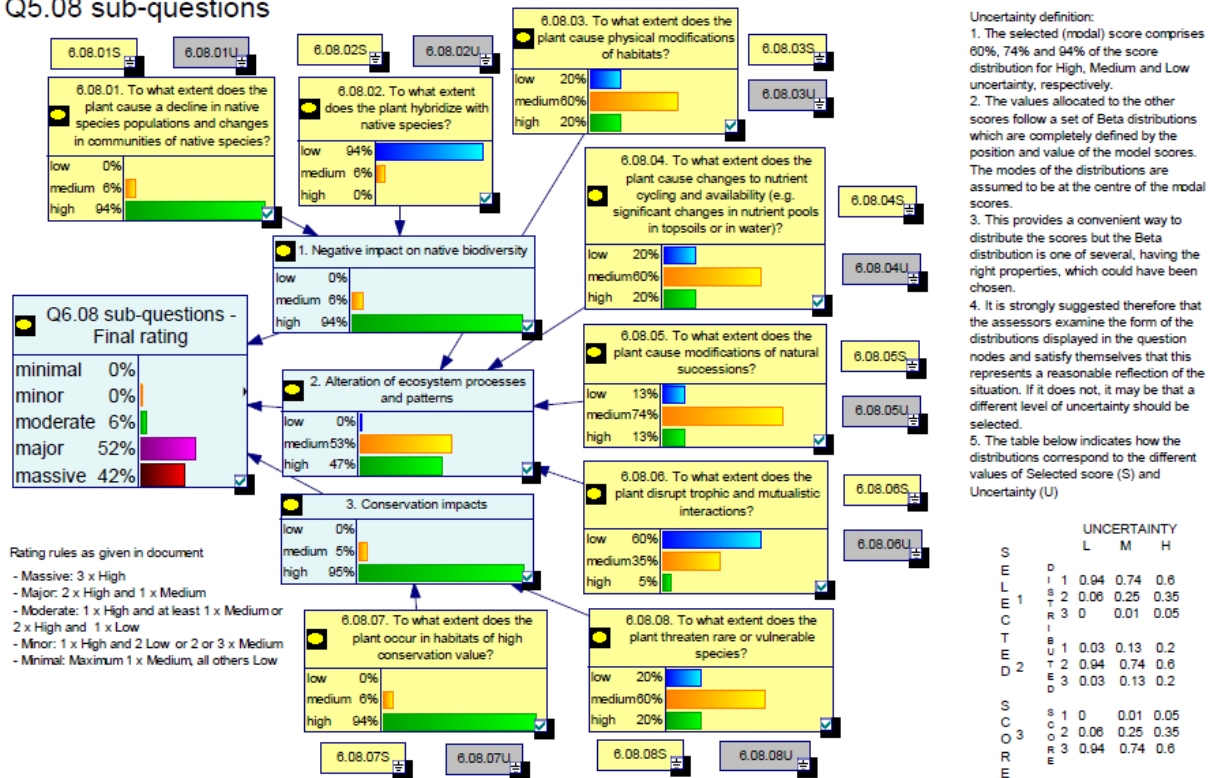 Q5.08 sub-questions
6.08.01S
6.08.01U
6.08.01. To what extent does the
plant cause a decline in native
species populations and changes
in communities of native species?
low 0%
medium 6%
high 94%
6.08.02S
6.08.02U
6.08.02. To what extent
does the plant hybridize with
native species?
low 94%
medium 6%
high 0%
6.08.03. To what extent does the
plant cause physical modifications
of habitats?
low 20%
medium 60%
high 20%
6.08.03S
6.08.03U
6.08.04. To what extent does the
plant cause changes to nutrient
cycling and availability (e.g.
significant changes in nutrient pools
in topsoils or in water)?
low 20%
medium 60%
high 20%
6.08.04S
6.08.04U
1. Negative impact on native biodiversity
low 0%
medium 6%
high 94%
Q6.08 sub-questions -
Final rating
minimal 0%
minor 0%
moderate 6%
major 52%
massive 42%
2. Alteration of ecosystem processes
and patterns
low 0%
medium 53%
high 47%
6.08.05. To what extent does the
plant cause modifications of natural
successions?
low 13%
medium 74%
high 13%
6.08.05S
6.08.05U
3. Conservation impacts
low 0%
medium 5%
high 95%
6.08.06. To what extent does the
plant disrupt trophic and mutualistic
interactions?
low 60%
medium 35%
high 5%
6.08.06S
6.08.06U
Rating rules as given in document
- Massive: 3 x High
- Major: 2 x High and 1 x Medium
- Moderate: 1 x High and at least 1 x Medium or
2 x High and 1 x Low
- Minor: 1 x High and 2 Low or 2 or 3 x Medium
- Minimal: Maximum 1 x Medium, all others Low
6.08.07. To what extent does the
plant occur in habitats of high
conservation value?
low 0%
medium 6%
high 94%
6.08.07S
6.08.07U
6.08.08. To what extent does the
plant threaten rare or vulnerable
species?
low 20%
medium 60%
high 20%
6.08.08S
6.08.08U
Uncertainty definition:
1. The selected (modal) score comprises
60%, 74% and 94% of the score
distribution for High, Medium and Low
uncertainty, respectively.
2. The values allocated to the other
scores follow a set of Beta distributions
which are completely defined by the
position and value of the model scores.
The modes of the distributions are
assumed to be at the centre of the modal
scores.
3. This provides a convenient way to
distribute the scores but the Beta
distribution is one of several, having the
right properties, which could have been
chosen.
4. It is strongly suggested therefore that
the assessors examine the form of the
distributions displayed in the question
nodes and satisfy themselves that this
represents a reasonable reflection of the
situation. If it does not, it may be that a
different level of uncertainty should be
selected.
5. The table below indicates how the
distributions correspond to the different
values of Selected score (S) and
Uncertainty (U)
UNCERTAINTY
L M H
SELECTED SCORE
DISTRIBUTED SCORE
1 1 0.94 0.74 0.6
2 0.06 0.25 0.35
3 0 0.01 0.05
2 1 0.03 0.13 0.2
2 0.94 0.74 0.6
3 0.03 0.13 0.2
3 1 0 0.01 0.05
2 0.06 0.25 0.35
3 0.94 0.74 0.6